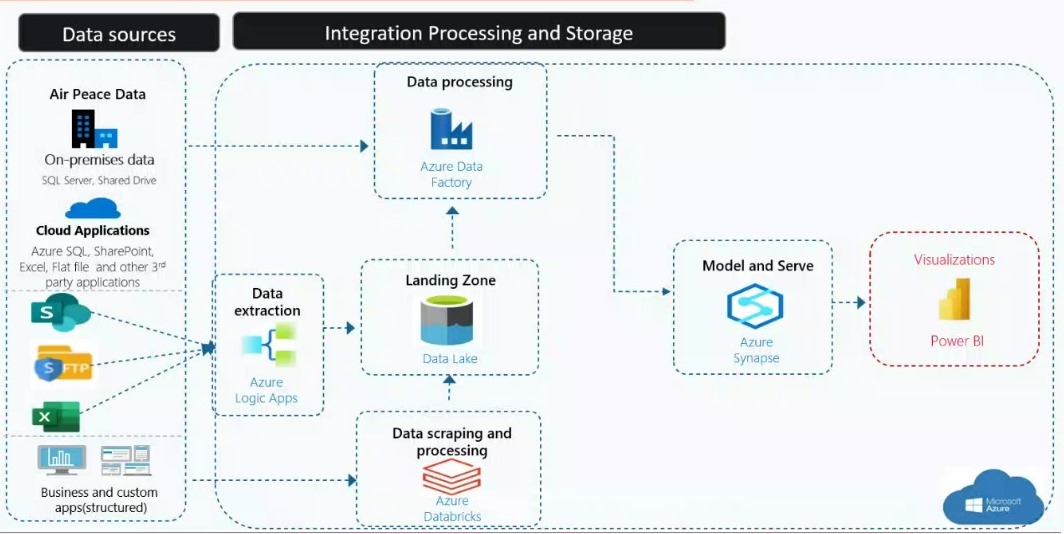 Data sources
Integration Processing and Storage
Air Peace Data
On-premises data
SQL Server, Shared Drive
Cloud Applications
Azure SQL, SharePoint,
Excel, Flat file and other 3rd
party applications
S
S FTP
X
Business and custom
apps(structured)
Data
extraction
Azure
Logic Apps
Data processing
Azure Data
Factory
Landing Zone
Data Lake
Data scraping and
processing
Azure
Databricks
Model and Serve
Azure
Synapse
Visualizations
Power BI
Microsoft
Azure